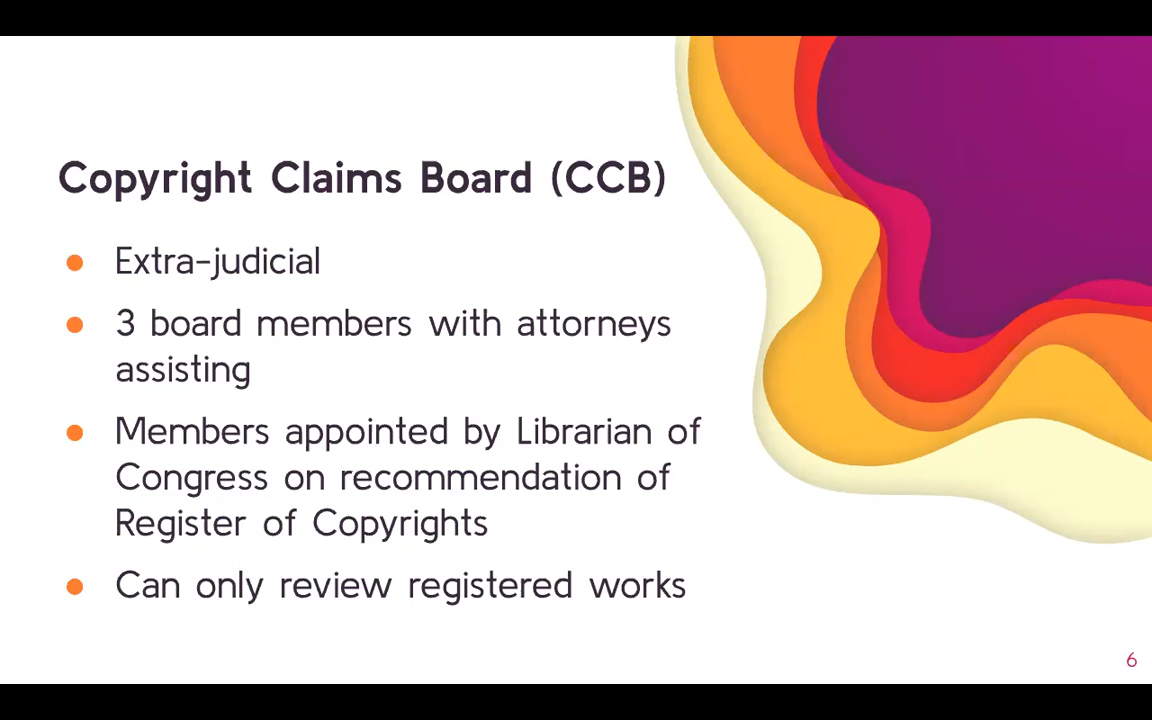 Copyright Claims Board (CCB)
● Extra-judicial
● 3 board members with attorneys
assisting
● Members appointed by Librarian of
Congress on recommendation of
Register of Copyrights
● Can only review registered works
6